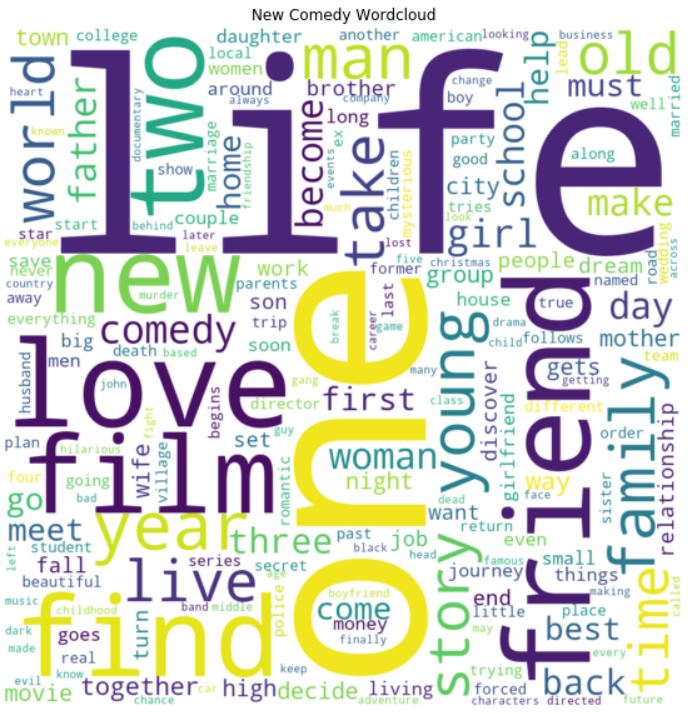 New Comedy Wordcloud
life
one
two
man
old
world
father
town
college
daughter
another
american
looking
business
heart
known
women
local
around
always
brother
company
long
ex
become
boy
change
help
lead
must
well
married
documentary
show
marriage
friendship
home
events
take
children
mysterious
party
good
school
along
city
tries
make
look
girl
start
star
everyone
behind
couple
later
leave
much
lost
save
never
country
away
new
murder
work
parents
son
trip
former
five
christmas
group
people
dream
named
road
wedding
across
everything
big
men
comedy
death
based
soon
break
last
career
game
house
drama
child
true
follows
day
mother
team
husband
love
john
begins
gang
director
first
many
young
class
discover
gets
getting
different
friend
plan
hilarious
film
fight
wife
village
set
guy
romantic
woman
night
girlfriend
way
order
family
relationship
sister
four
going
bad
go
year
meet
student
three
past
black
job
head
want
dead
return
face
even
famous
left
fall
beautiful
series
secret
age
live
story
journey
small
things
making
music
childhood
find
band
middle
police
boyfriend
come
money
finally
end
little
may
place
best
every
time
called
dark
made
goes
real
turn
know
evil
movie
together
car
chance
high
keep
decide
adventure
living
trying
forced
characters
directed
back
future